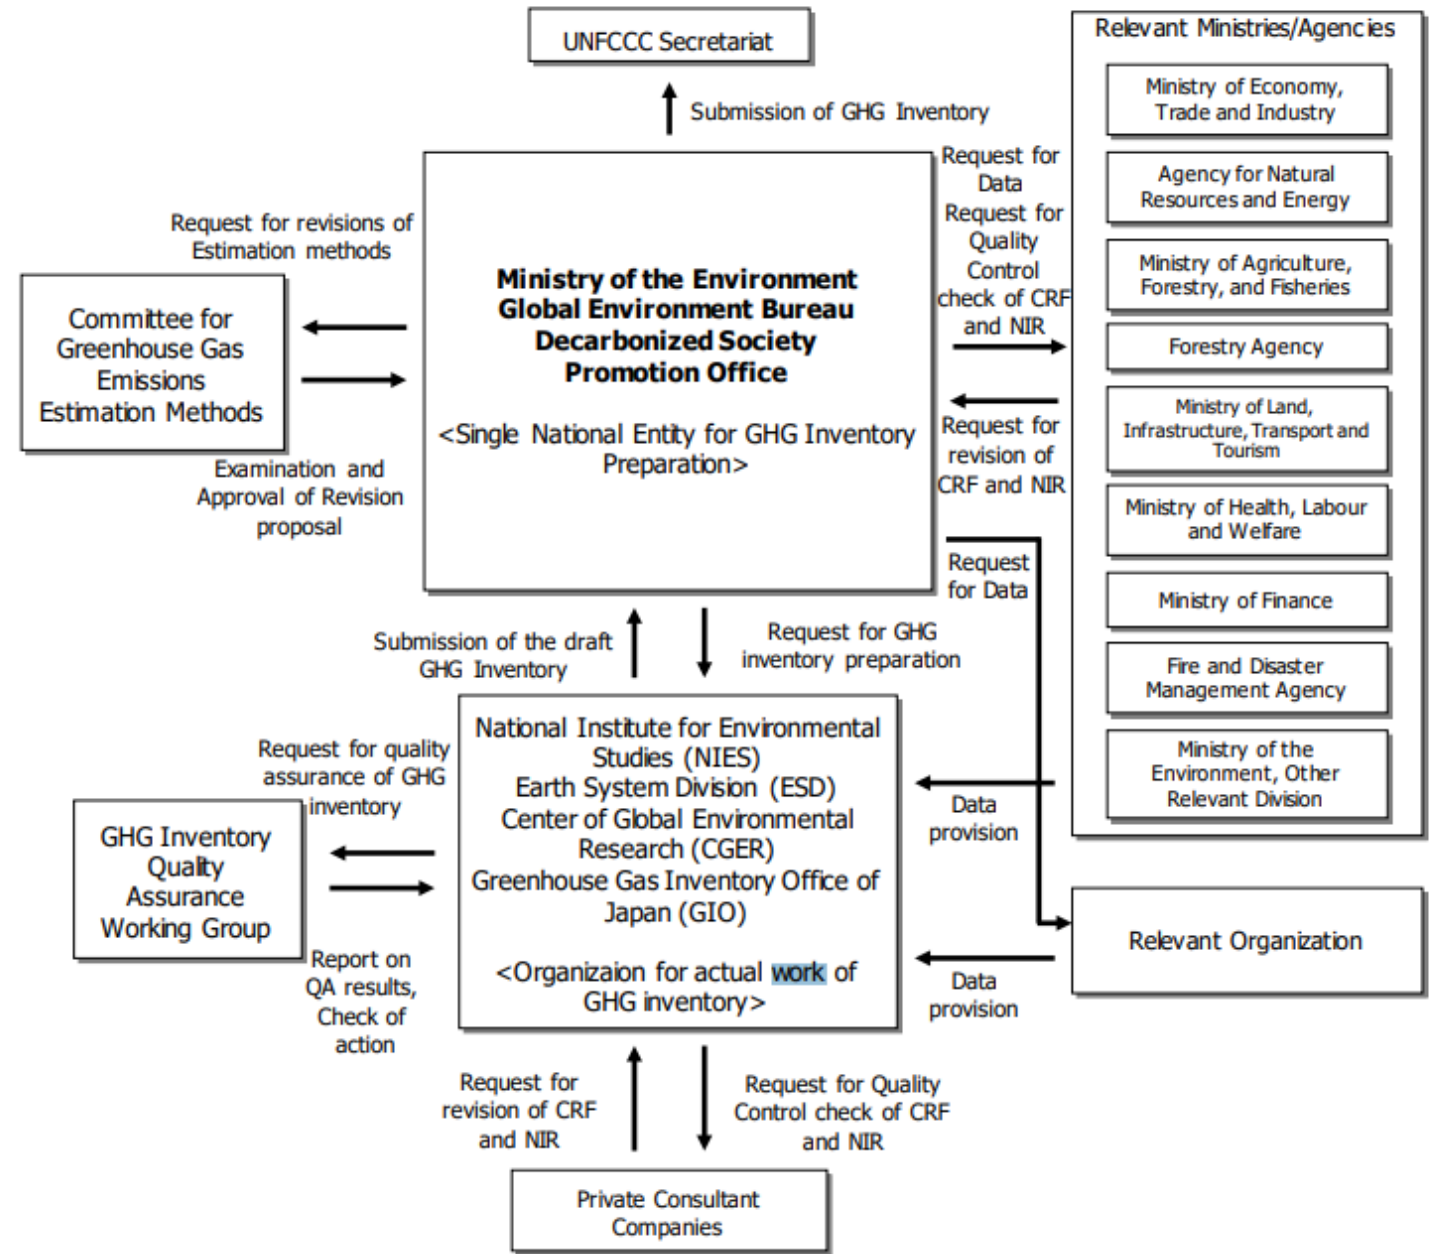 UNFCCC Secretariat
Submission of GHG Inventory
Request for revisions of
Estimation methods
Committee for
Greenhouse Gas
Emissions
Estimation Methods
Examination and
Approval of Revision
proposal
Ministry of the Environment
Global Environment Bureau
Decarbonized Society
Promotion Office
<Single National Entity for GHG Inventory
Preparation>
Request for
Data
Request for
Quality
Control
check of CRF
and NIR
Request for
revision of
CRF and NIR
Request
for Data
Relevant Ministries/Agencies
Ministry of Economy,
Trade and Industry
Agency for Natural
Resources and Energy
Ministry of Agriculture,
Forestry, and Fisheries
Forestry Agency
Ministry of Land,
Infrastructure, Transport and
Tourism
Ministry of Health, Labour
and Welfare
Ministry of Finance
Fire and Disaster
Management Agency
Ministry of the
Environment, Other
Relevant Division
Submission of the draft
GHG Inventory
Request for GHG
inventory preparation
Request for quality
assurance of GHG
inventory
GHG Inventory
Quality
Assurance
Working Group
Report on
QA results,
Check of
action
National Institute for Environmental
Studies (NIES)
Earth System Division (ESD)
Center of Global Environmental
Research (CGER)
Greenhouse Gas Inventory Office of
Japan (GIO)
<Organizaion for actual work of
GHG inventory>
Data
provision
Data
provision
Relevant Organization
Request for
revision of CRF
and NIR
Request for Quality
Control check of CRF
and NIR
Private Consultant
Companies